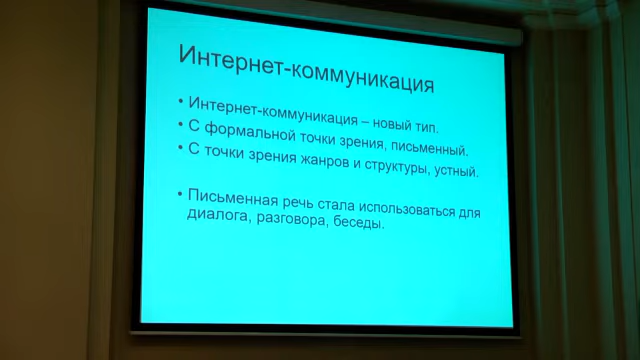 Интернет-коммуникация
• Интернет-коммуникация – новый тип.
• С формальной точки зрения, письменный.
• С точки зрения жанров и структуры, устный.
• Письменная речь стала использоваться для
диалога, разговора, беседы.